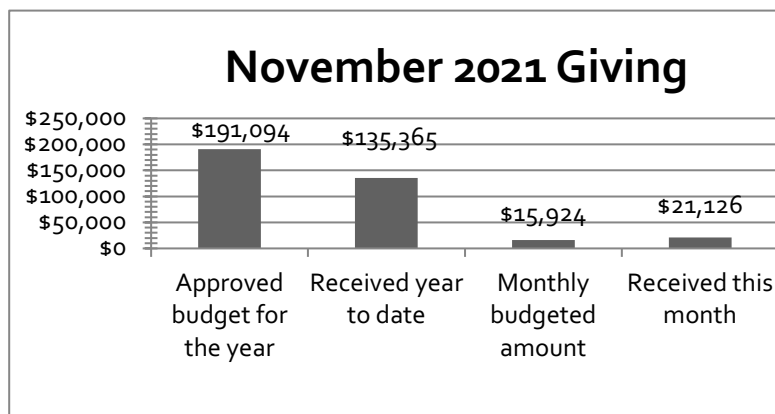 November 2021 Giving
$250,000
$200,000
$150,000
$100,000
$50,000
$0
$191,094
$135,365
$15,924
$21,126
Approved
budget for
the year
Received year
to date
Monthly
budgeted
amount
Received this
month